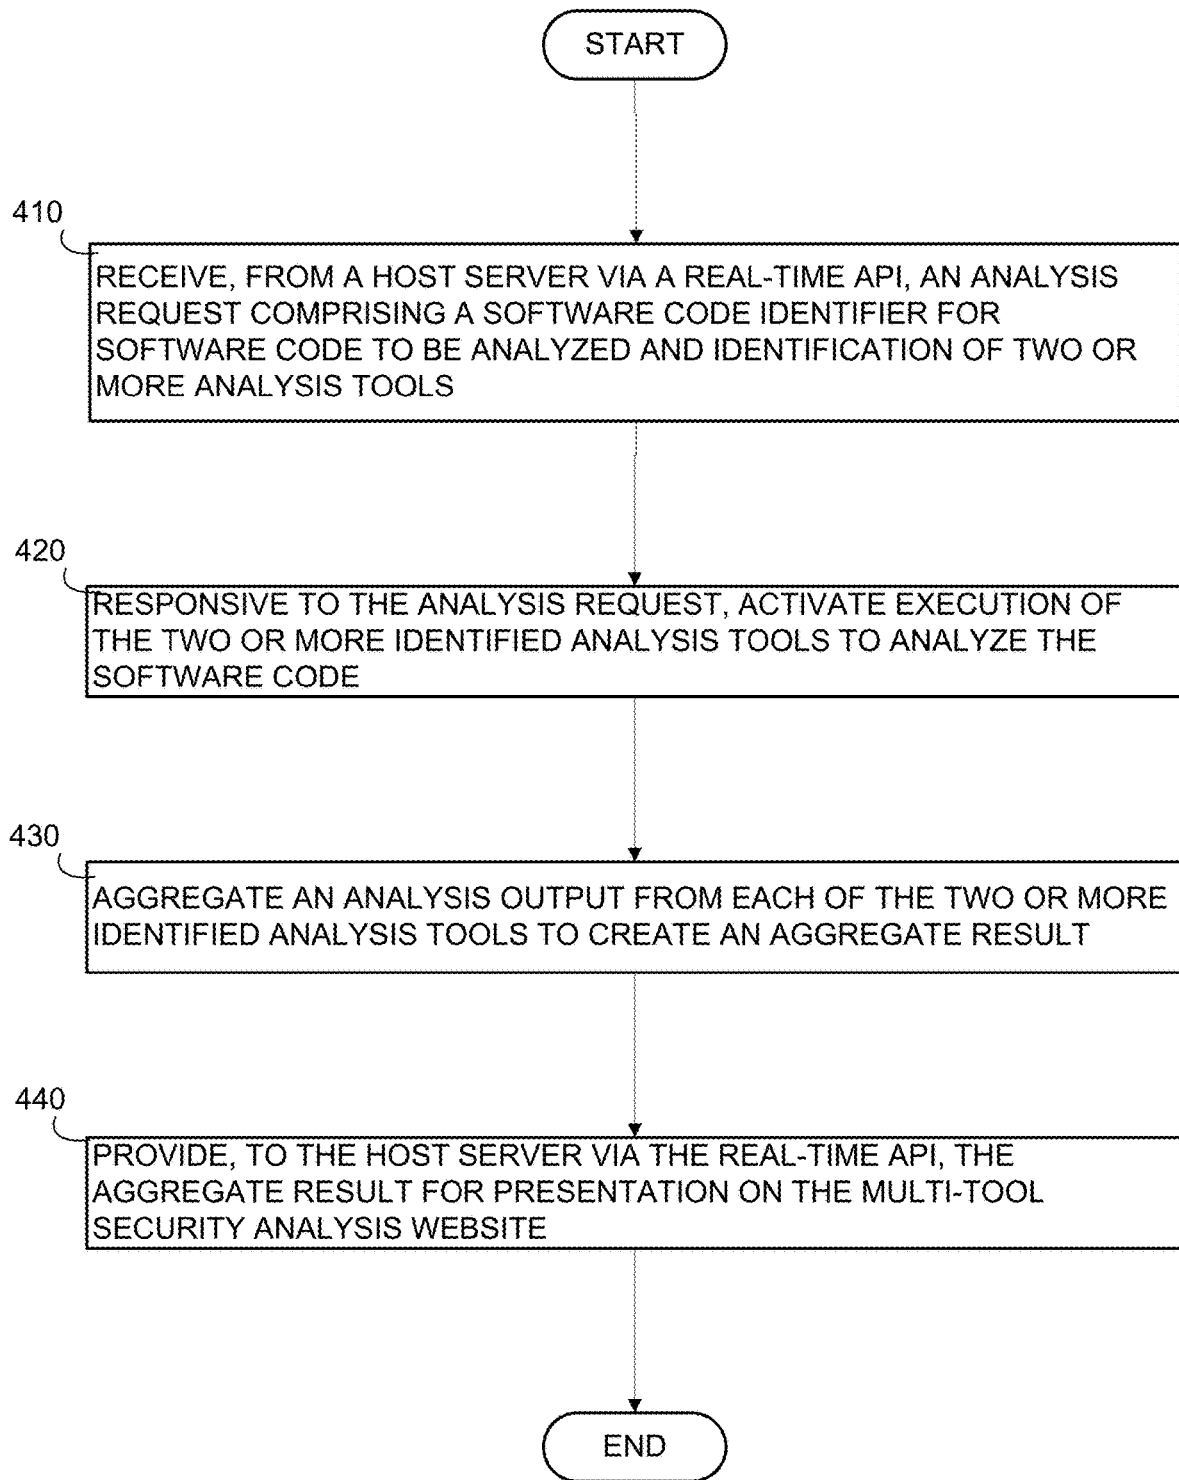 START
410
RECEIVE, FROM A HOST SERVER VIA A REAL-TIME API, AN ANALYSIS
REQUEST COMPRISING A SOFTWARE CODE IDENTIFIER FOR
SOFTWARE CODE TO BE ANALYZED AND IDENTIFICATION OF TWO OR
MORE ANALYSIS TOOLS
420
RESPONSIVE TO THE ANALYSIS REQUEST, ACTIVATE EXECUTION OF
THE TWO OR MORE IDENTIFIED ANALYSIS TOOLS TO ANALYZE THE
SOFTWARE CODE
430
AGGREGATE AN ANALYSIS OUTPUT FROM EACH OF THE TWO OR MORE
IDENTIFIED ANALYSIS TOOLS TO CREATE AN AGGREGATE RESULT
440
PROVIDE, TO THE HOST SERVER VIA THE REAL-TIME API, THE
AGGREGATE RESULT FOR PRESENTATION ON THE MULTI-TOOL
SECURITY ANALYSIS WEBSITE
END